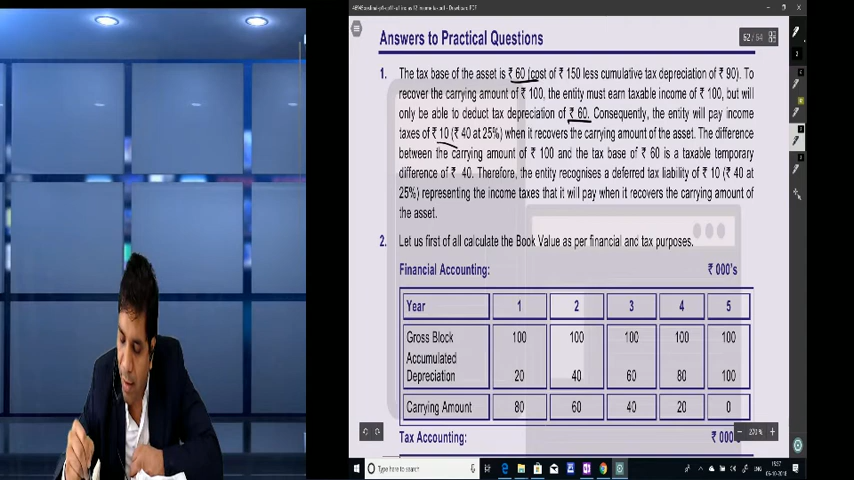 Answers to Practical Questions
52 / 64
1. The tax base of the asset is ₹ 60 (cost of ₹ 150 less cumulative tax depreciation of ₹ 90). To
recover the carrying amount of ₹ 100, the entity must earn taxable income of ₹ 100, but will
only be able to deduct tax depreciation of ₹ 60. Consequently, the entity will pay income
taxes of ₹ 10 (₹ 40 at 25%) when it recovers the carrying amount of the asset. The difference
between the carrying amount of ₹ 100 and the tax base of ₹ 60 is a taxable temporary
difference of ₹ 40. Therefore, the entity recognises a deferred tax liability of ₹ 10 (₹ 40 at
25%) representing the income taxes that it will pay when it recovers the carrying amount of
the asset.
2. Let us first of all calculate the Book Value as per financial and tax purposes.
Financial Accounting: ₹ 000's
Year 1 2 3 4 5
Gross Block 100 100 100 100 100
Accumulated
Depreciation 20 40 60 80 100
Carrying Amount 80 60 40 20 0
Tax Accounting: ₹ 000'
Type here to search
ENG